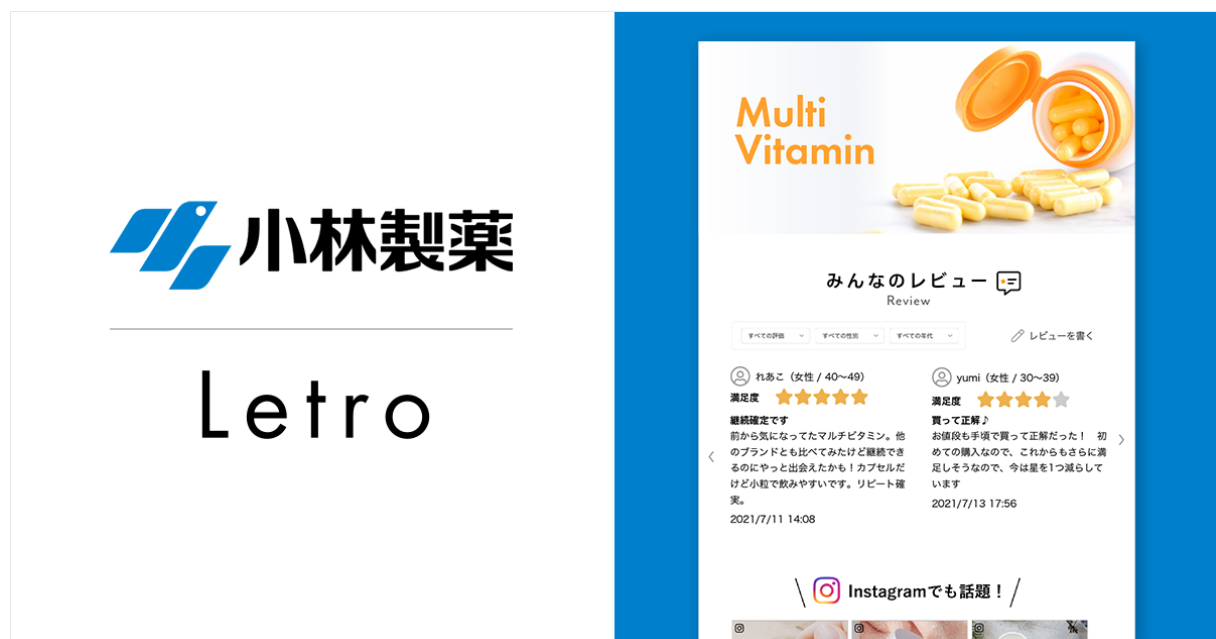 小林製薬
Letro
Multi
Vitamin
みんなのレビュー
Review
すべての評価
すべての性別
すべての年代
レビューを書く
れあこ（女性 / 40〜49）
満足度
継続確定です
前から気になってたマルチビタミン。他
のブランドとも比べてみたけど継続でき
るのにやっと出会えたかも！カプセルだ
けど小粒で飲みやすいです。リピート確
実。
2021/7/11 14:08
yumi（女性 / 30〜39）
満足度
買って正解♪
お値段も手頃で買って正解だった！　初
めての購入なので、これからもさらに満
足しそうなので、今は星を1つ減らして
います
2021/7/13 17:56
Instagramでも話題！